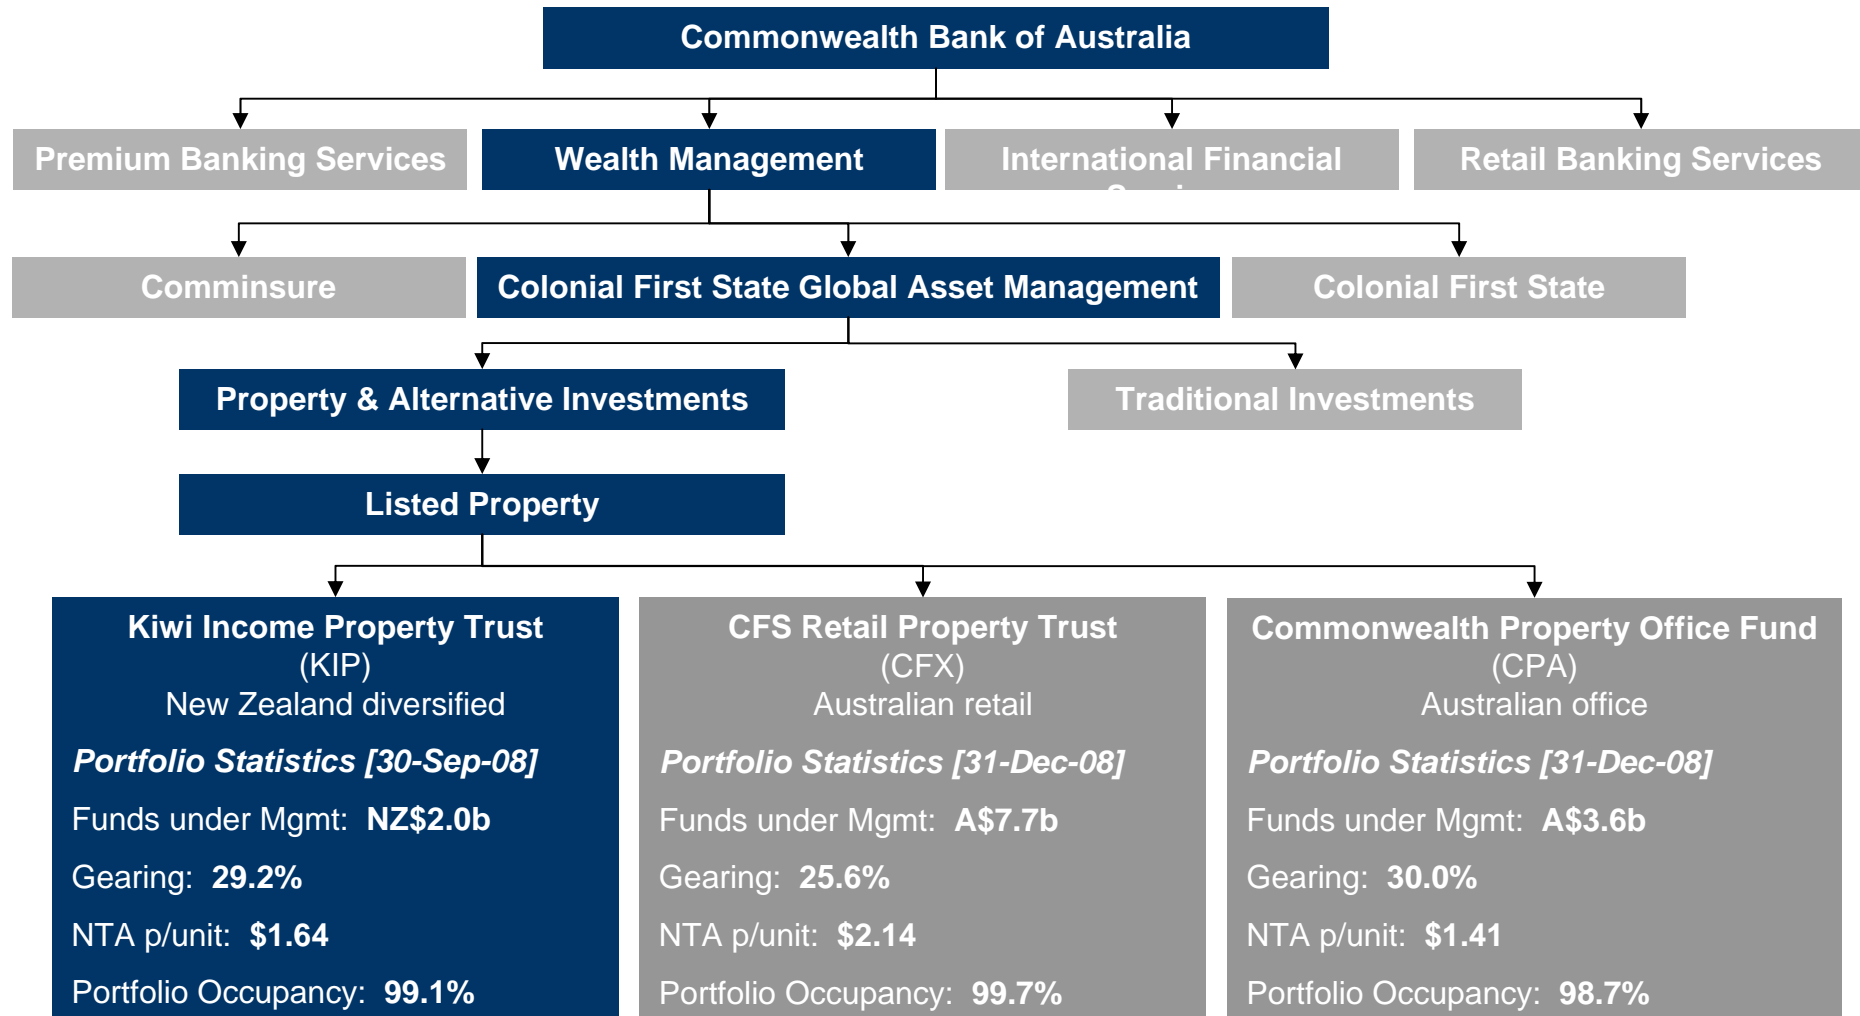 Commonwealth Bank of Australia
Premium Banking Services
Wealth Management
International Financial
Retail Banking Services
Comminsure
Colonial First State Global Asset Management
Colonial First State
Property & Alternative Investments
Traditional Investments
Listed Property
Kiwi Income Property Trust
(KIP)
New Zealand diversified
Portfolio Statistics [30-Sep-08]
Funds under Mgmt: NZ$2.0b
Gearing: 29.2%
NTA p/unit: $1.64
Portfolio Occupancy: 99.1%
CFS Retail Property Trust
(CFX)
Australian retail
Portfolio Statistics [31-Dec-08]
Funds under Mgmt: A$7.7b
Gearing: 25.6%
NTA p/unit: $2.14
Portfolio Occupancy: 99.7%
Commonwealth Property Office Fund
(CPA)
Australian office
Portfolio Statistics [31-Dec-08]
Funds under Mgmt: A$3.6b
Gearing: 30.0%
NTA p/unit: $1.41
Portfolio Occupancy: 98.7%